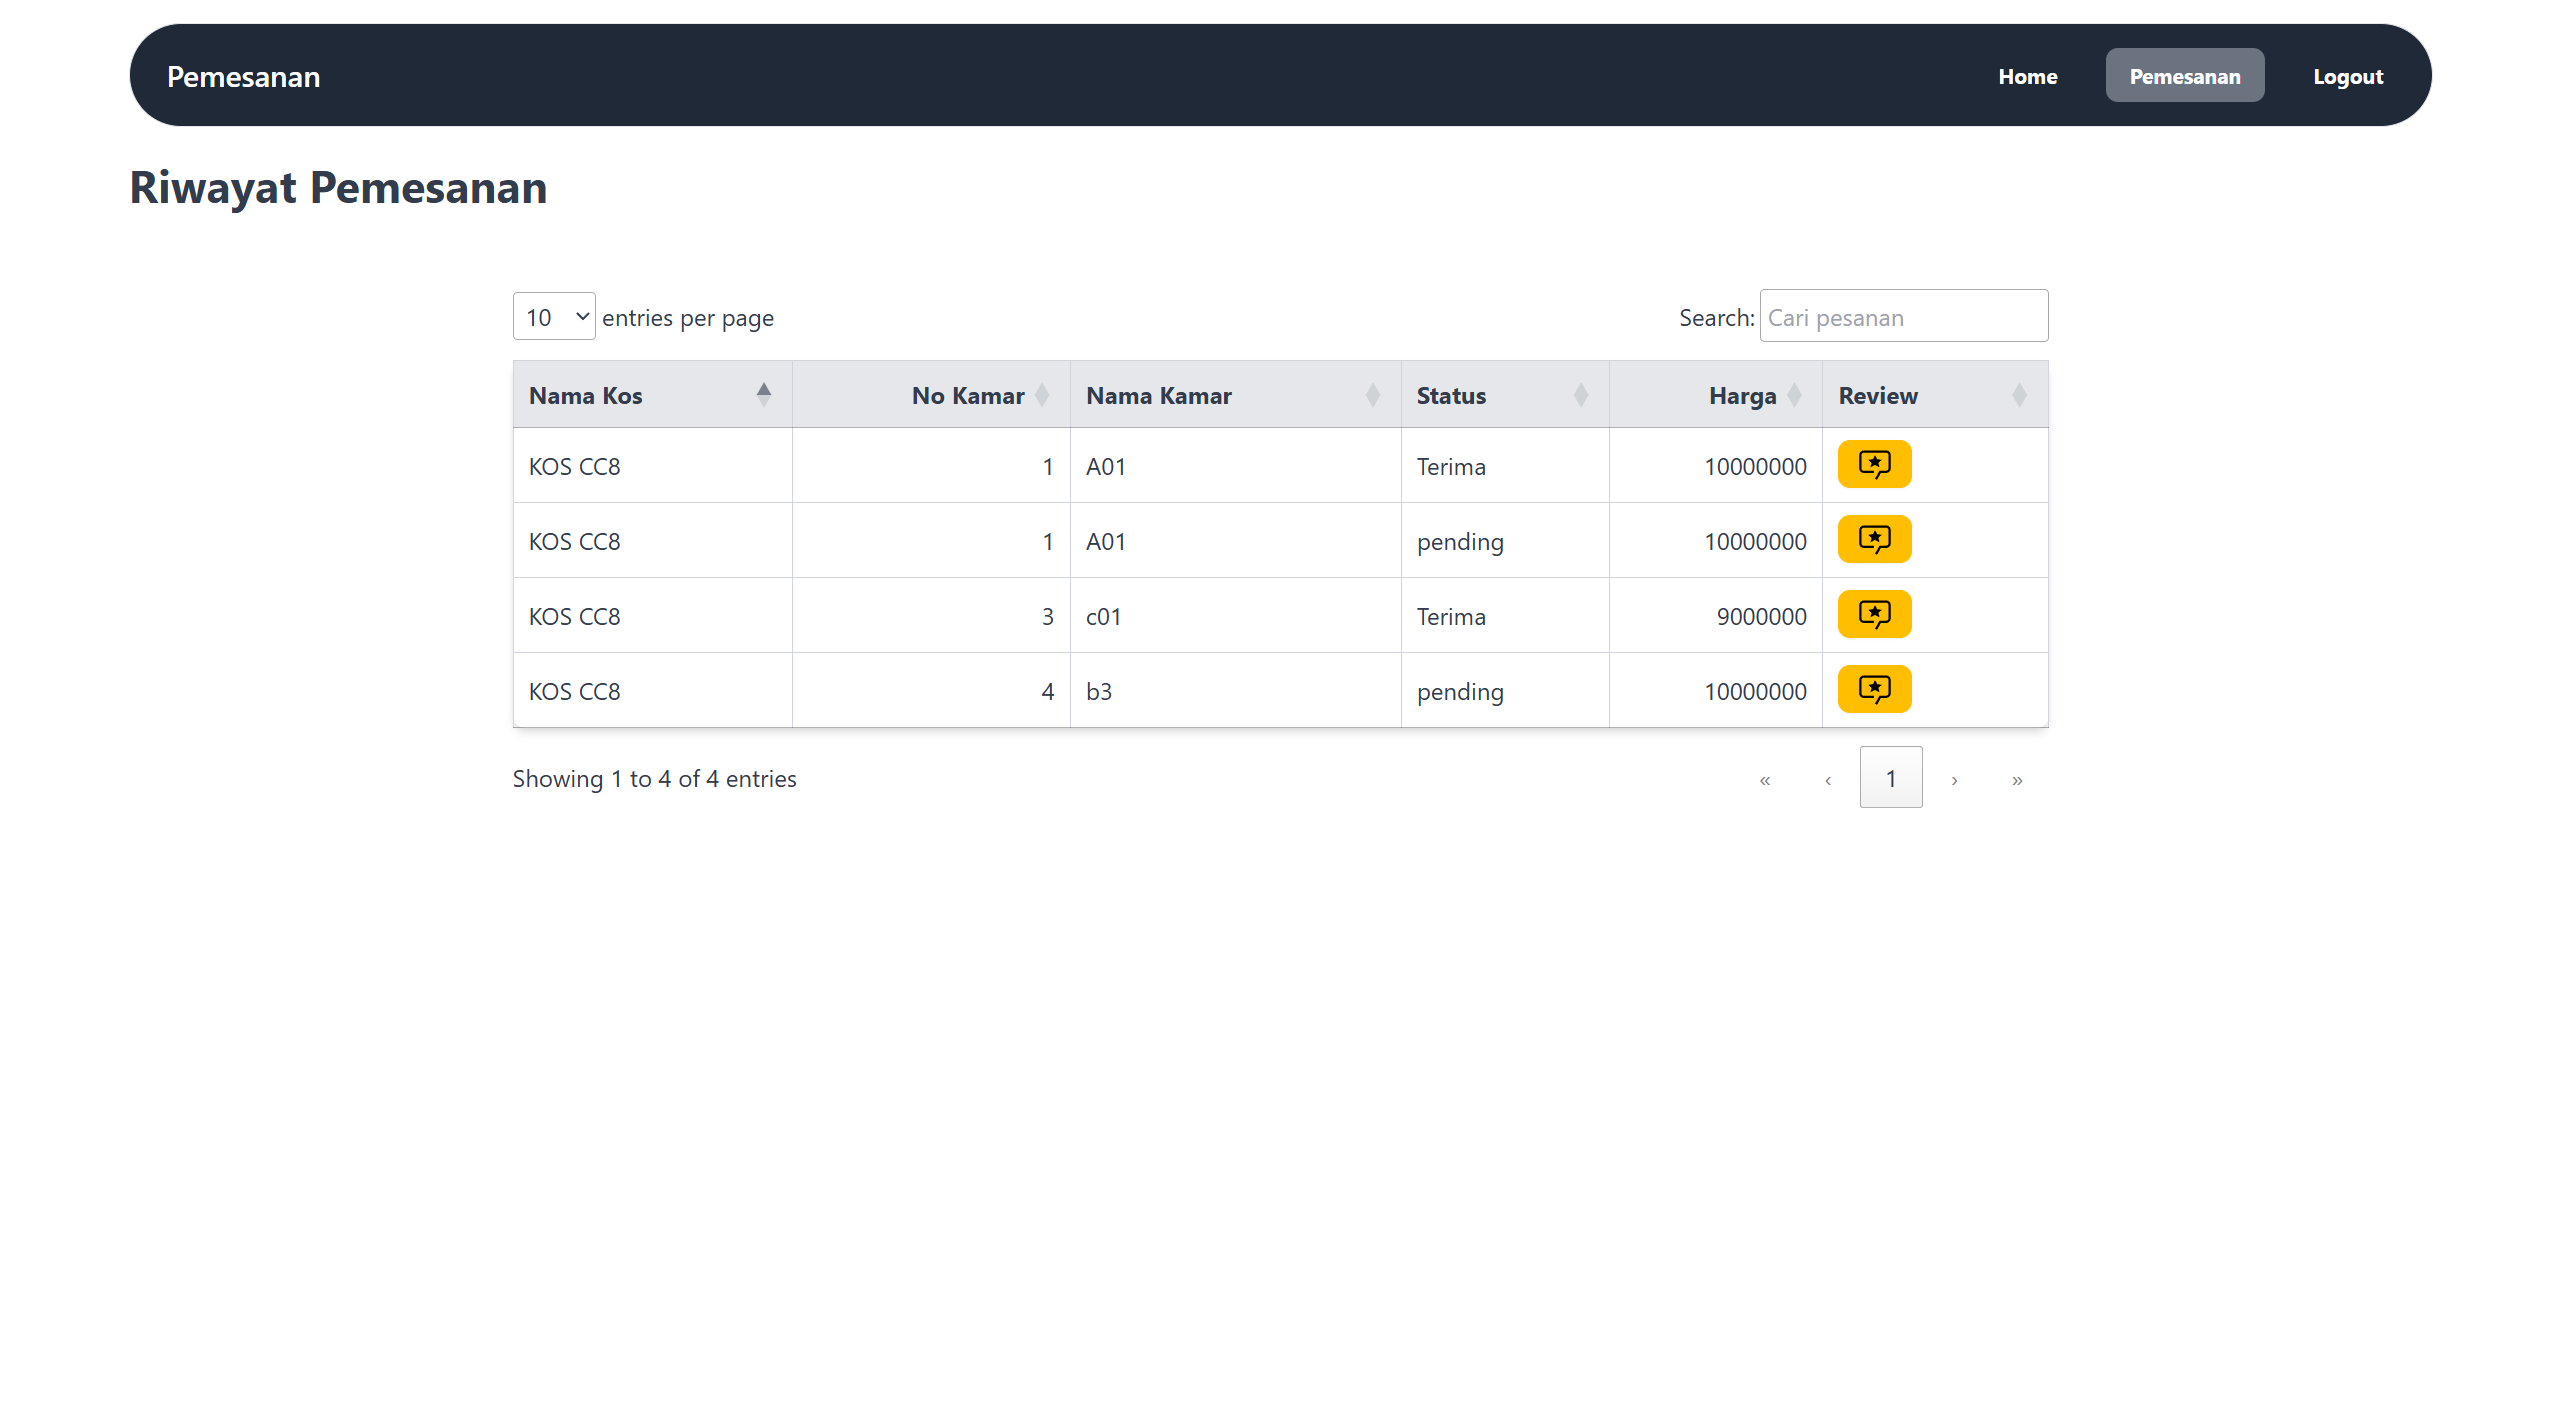 Pemesanan Home Pemesanan Logout
Riwayat Pemesanan
10 entries per page Search: Cari pesanan
Nama Kos No Kamar Nama Kamar Status Harga Review
KOS CC8 1 A01 Terima 10000000
KOS CC8 1 A01 pending 10000000
KOS CC8 3 c01 Terima 9000000
KOS CC8 4 b3 pending 10000000
Showing 1 to 4 of 4 entries « ‹ 1 › »